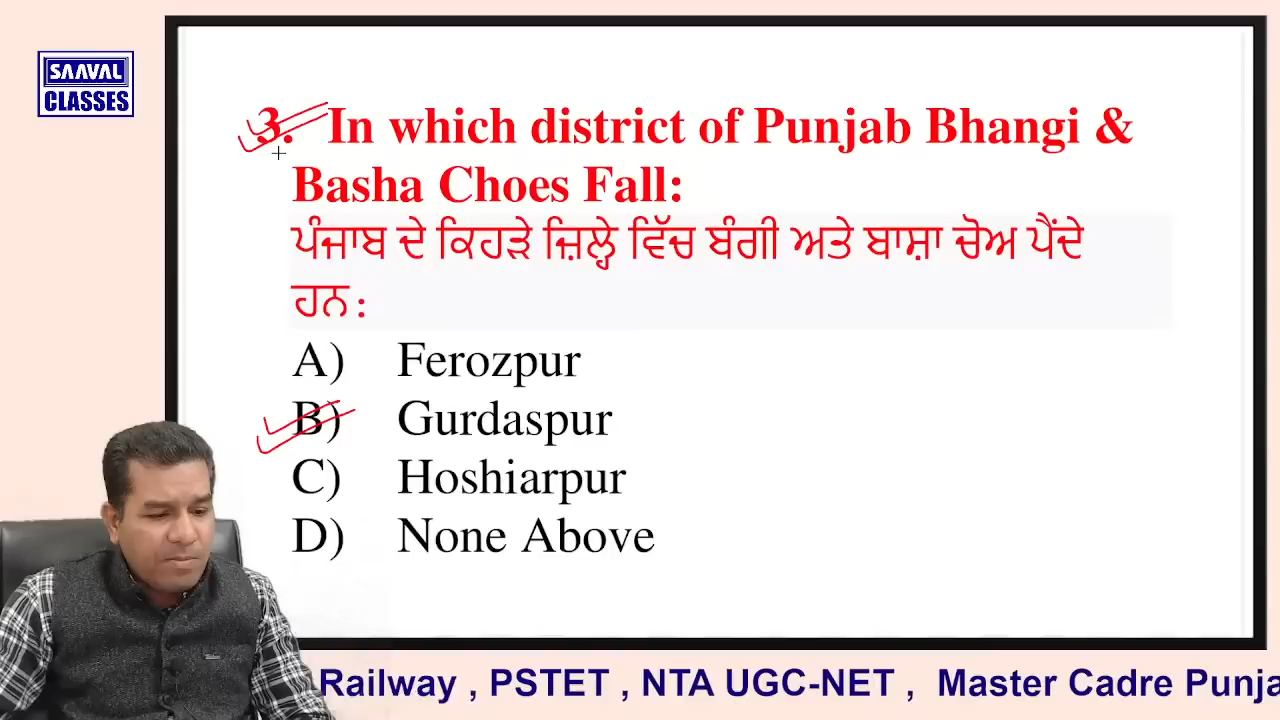 SAAVAL
CLASSES
3. In which district of Punjab Bhangi &
Basha Choes Fall:
ਪੰਜਾਬ ਦੇ ਕਿਹੜੇ ਜ਼ਿਲ੍ਹੇ ਵਿੱਚ ਬੰਗੀ ਅਤੇ ਬਾਸ਼ਾ ਚੋਅ ਪੈਂਦੇ
ਹਨ:
A) Ferozpur
B) Gurdaspur
C) Hoshiarpur
D) None Above
Railway , PSTET , NTA UGC-NET , Master Cadre Punja